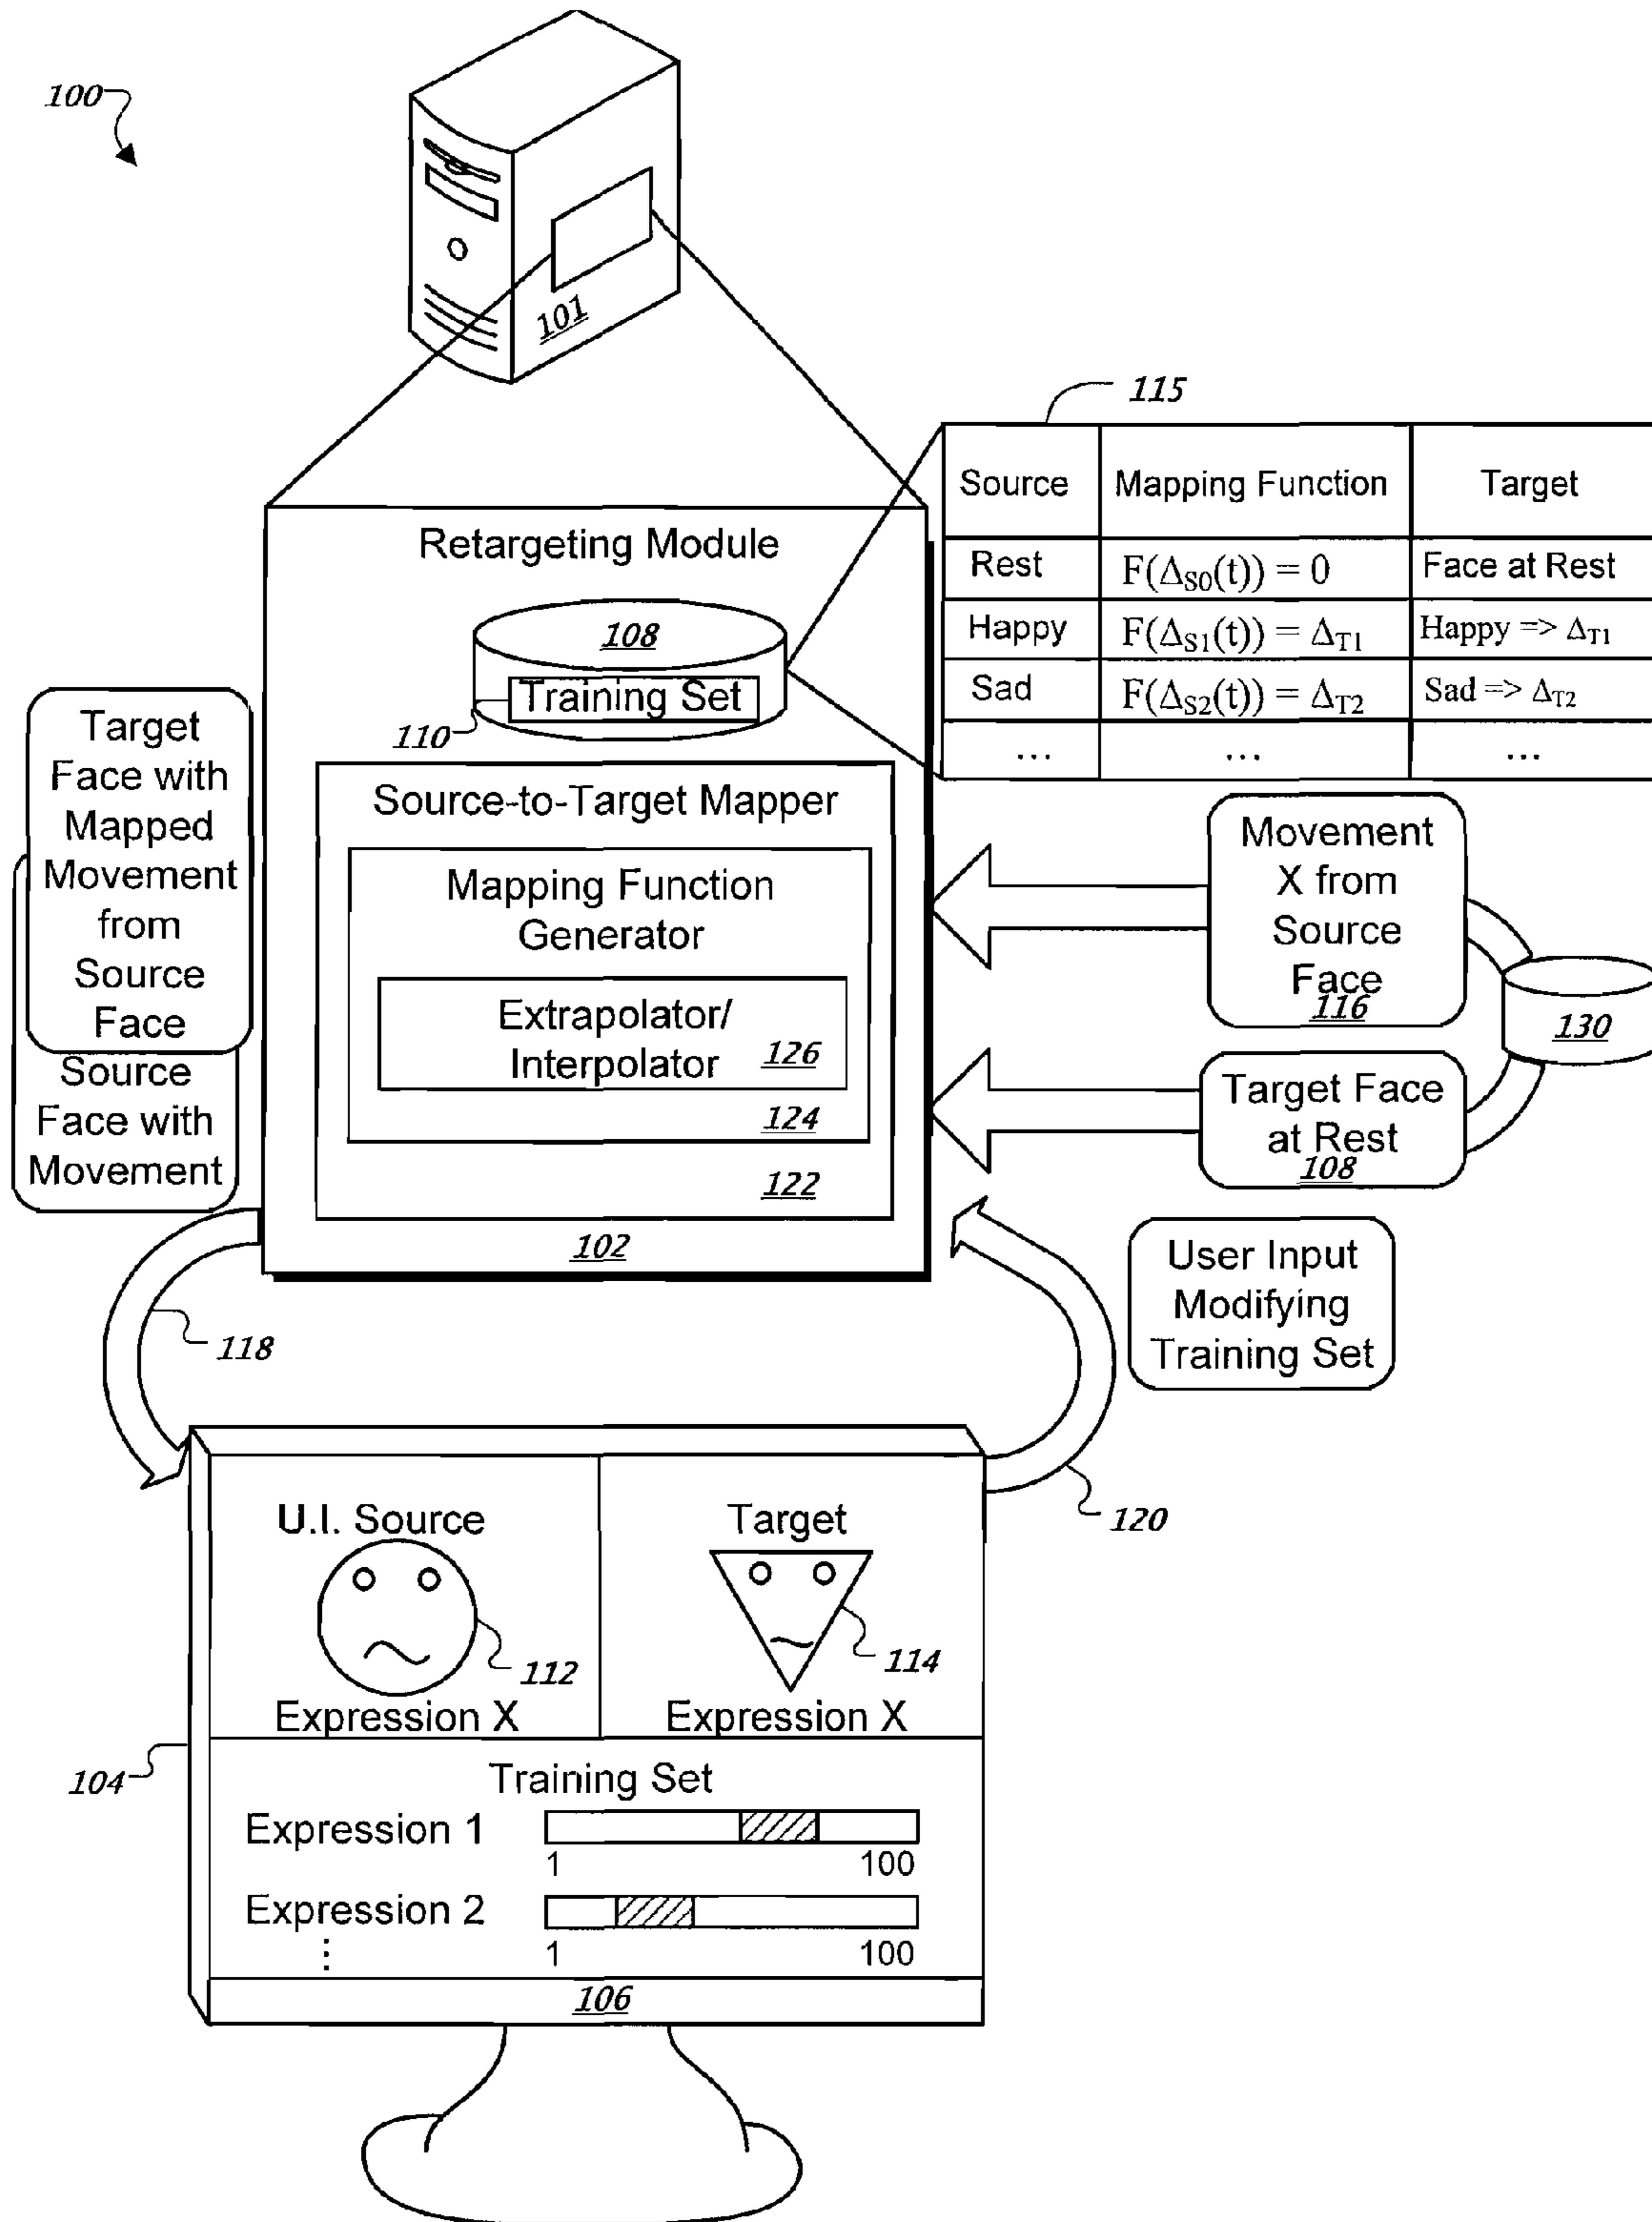 100
101
115
Source Mapping Function Target
Rest F(ΔS0(t)) = 0 Face at Rest
Happy F(ΔS1(t)) = ΔT1 Happy => ΔT1
Sad F(ΔS2(t)) = ΔT2 Sad => ΔT2
... ... ...
Retargeting Module
108
Training Set
110
Source-to-Target Mapper
Mapping Function
Generator
Extrapolator/
Interpolator 126
124
122
102
Target
Face with
Mapped
Movement
from
Source
Face
Source
Face with
Movement
Movement
X from
Source
Face
116
130
Target Face
at Rest
108
User Input
Modifying
Training Set
118
120
U.I. Source
112
Expression X
Target
114
Expression X
104
Training Set
Expression 1
1 100
Expression 2
1 100
⋮
106